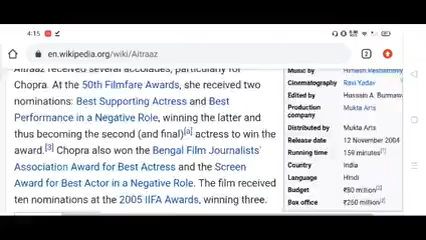 4:15
en.wikipedia.org/wiki/Aitraaz
2
Aitraaz received several accolades, particularly for
Chopra. At the 50th Filmfare Awards, she received two
nominations: Best Supporting Actress and Best
Performance in a Negative Role, winning the latter and
thus becoming the second (and final)[a] actress to win the
award.[3] Chopra also won the Bengal Film Journalists'
Association Award for Best Actress and the Screen
Award for Best Actor in a Negative Role. The film received
ten nominations at the 2005 IIFA Awards, winning three.
Music by Himesh Reshammiya
Cinematography Ravi Yadav
Edited by Hussain A. Burmawala
Production
company Mukta Arts
Distributed by Mukta Arts
Release date 12 November 2004
Running time 159 minutes[1]
Country India
Language Hindi
Budget ₹80 million[2]
Box office ₹260 million[2]